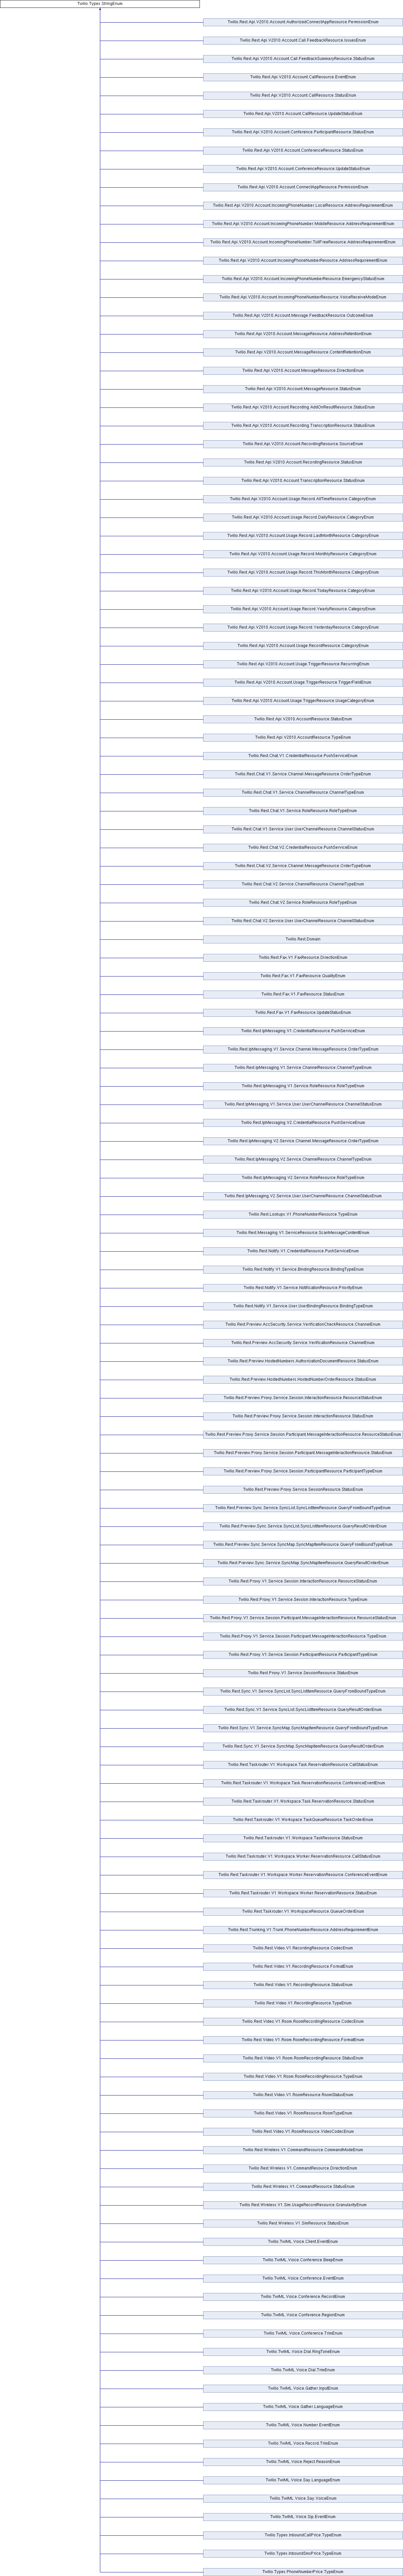 Twilio.Types.StringEnum
Twilio.Rest.Api.V2010.Account.AuthorizedConnectAppResource.PermissionEnum
Twilio.Rest.Api.V2010.Account.Call.FeedbackResource.IssuesEnum
Twilio.Rest.Api.V2010.Account.Call.FeedbackSummaryResource.StatusEnum
Twilio.Rest.Api.V2010.Account.CallResource.EventEnum
Twilio.Rest.Api.V2010.Account.CallResource.StatusEnum
Twilio.Rest.Api.V2010.Account.CallResource.UpdateStatusEnum
Twilio.Rest.Api.V2010.Account.Conference.ParticipantResource.StatusEnum
Twilio.Rest.Api.V2010.Account.ConferenceResource.StatusEnum
Twilio.Rest.Api.V2010.Account.ConferenceResource.UpdateStatusEnum
Twilio.Rest.Api.V2010.Account.ConnectAppResource.PermissionEnum
Twilio.Rest.Api.V2010.Account.IncomingPhoneNumber.LocalResource.AddressRequirementEnum
Twilio.Rest.Api.V2010.Account.IncomingPhoneNumber.MobileResource.AddressRequirementEnum
Twilio.Rest.Api.V2010.Account.IncomingPhoneNumber.TollFreeResource.AddressRequirementEnum
Twilio.Rest.Api.V2010.Account.IncomingPhoneNumberResource.AddressRequirementEnum
Twilio.Rest.Api.V2010.Account.IncomingPhoneNumberResource.EmergencyStatusEnum
Twilio.Rest.Api.V2010.Account.IncomingPhoneNumberResource.VoiceReceiveModeEnum
Twilio.Rest.Api.V2010.Account.Message.FeedbackResource.OutcomeEnum
Twilio.Rest.Api.V2010.Account.MessageResource.AddressRetentionEnum
Twilio.Rest.Api.V2010.Account.MessageResource.ContentRetentionEnum
Twilio.Rest.Api.V2010.Account.MessageResource.DirectionEnum
Twilio.Rest.Api.V2010.Account.MessageResource.StatusEnum
Twilio.Rest.Api.V2010.Account.Recording.AddOnResultResource.StatusEnum
Twilio.Rest.Api.V2010.Account.Recording.TranscriptionResource.StatusEnum
Twilio.Rest.Api.V2010.Account.RecordingResource.SourceEnum
Twilio.Rest.Api.V2010.Account.RecordingResource.StatusEnum
Twilio.Rest.Api.V2010.Account.TranscriptionResource.StatusEnum
Twilio.Rest.Api.V2010.Account.Usage.Record.AllTimeResource.CategoryEnum
Twilio.Rest.Api.V2010.Account.Usage.Record.DailyResource.CategoryEnum
Twilio.Rest.Api.V2010.Account.Usage.Record.LastMonthResource.CategoryEnum
Twilio.Rest.Api.V2010.Account.Usage.Record.MonthlyResource.CategoryEnum
Twilio.Rest.Api.V2010.Account.Usage.Record.ThisMonthResource.CategoryEnum
Twilio.Rest.Api.V2010.Account.Usage.Record.TodayResource.CategoryEnum
Twilio.Rest.Api.V2010.Account.Usage.Record.YearlyResource.CategoryEnum
Twilio.Rest.Api.V2010.Account.Usage.Record.YesterdayResource.CategoryEnum
Twilio.Rest.Api.V2010.Account.Usage.RecordResource.CategoryEnum
Twilio.Rest.Api.V2010.Account.Usage.TriggerResource.RecurringEnum
Twilio.Rest.Api.V2010.Account.Usage.TriggerResource.TriggerFieldEnum
Twilio.Rest.Api.V2010.Account.Usage.TriggerResource.UsageCategoryEnum
Twilio.Rest.Api.V2010.AccountResource.StatusEnum
Twilio.Rest.Api.V2010.AccountResource.TypeEnum
Twilio.Rest.Chat.V1.CredentialResource.PushServiceEnum
Twilio.Rest.Chat.V1.Service.Channel.MessageResource.OrderTypeEnum
Twilio.Rest.Chat.V1.Service.ChannelResource.ChannelTypeEnum
Twilio.Rest.Chat.V1.Service.RoleResource.RoleTypeEnum
Twilio.Rest.Chat.V1.Service.User.UserChannelResource.ChannelStatusEnum
Twilio.Rest.Chat.V2.CredentialResource.PushServiceEnum
Twilio.Rest.Chat.V2.Service.Channel.MessageResource.OrderTypeEnum
Twilio.Rest.Chat.V2.Service.ChannelResource.ChannelTypeEnum
Twilio.Rest.Chat.V2.Service.RoleResource.RoleTypeEnum
Twilio.Rest.Chat.V2.Service.User.UserChannelResource.ChannelStatusEnum
Twilio.Rest.Domain
Twilio.Rest.Fax.V1.FaxResource.DirectionEnum
Twilio.Rest.Fax.V1.FaxResource.QualityEnum
Twilio.Rest.Fax.V1.FaxResource.StatusEnum
Twilio.Rest.Fax.V1.FaxResource.UpdateStatusEnum
Twilio.Rest.IpMessaging.V1.CredentialResource.PushServiceEnum
Twilio.Rest.IpMessaging.V1.Service.Channel.MessageResource.OrderTypeEnum
Twilio.Rest.IpMessaging.V1.Service.ChannelResource.ChannelTypeEnum
Twilio.Rest.IpMessaging.V1.Service.RoleResource.RoleTypeEnum
Twilio.Rest.IpMessaging.V1.Service.User.UserChannelResource.ChannelStatusEnum
Twilio.Rest.IpMessaging.V2.CredentialResource.PushServiceEnum
Twilio.Rest.IpMessaging.V2.Service.Channel.MessageResource.OrderTypeEnum
Twilio.Rest.IpMessaging.V2.Service.ChannelResource.ChannelTypeEnum
Twilio.Rest.IpMessaging.V2.Service.RoleResource.RoleTypeEnum
Twilio.Rest.IpMessaging.V2.Service.User.UserChannelResource.ChannelStatusEnum
Twilio.Rest.Lookups.V1.PhoneNumberResource.TypeEnum
Twilio.Rest.Messaging.V1.ServiceResource.ScanMessageContentEnum
Twilio.Rest.Notify.V1.CredentialResource.PushServiceEnum
Twilio.Rest.Notify.V1.Service.BindingResource.BindingTypeEnum
Twilio.Rest.Notify.V1.Service.NotificationResource.PriorityEnum
Twilio.Rest.Notify.V1.Service.User.UserBindingResource.BindingTypeEnum
Twilio.Rest.Preview.AccSecurity.Service.VerificationCheckResource.ChannelEnum
Twilio.Rest.Preview.AccSecurity.Service.VerificationResource.ChannelEnum
Twilio.Rest.Preview.HostedNumbers.AuthorizationDocumentResource.StatusEnum
Twilio.Rest.Preview.HostedNumbers.HostedNumberOrderResource.StatusEnum
Twilio.Rest.Preview.Proxy.Service.Session.InteractionResource.ResourceStatusEnum
Twilio.Rest.Preview.Proxy.Service.Session.InteractionResource.StatusEnum
Twilio.Rest.Preview.Proxy.Service.Session.Participant.MessageInteractionResource.ResourceStatusEnum
Twilio.Rest.Preview.Proxy.Service.Session.Participant.MessageInteractionResource.StatusEnum
Twilio.Rest.Preview.Proxy.Service.Session.ParticipantResource.ParticipantTypeEnum
Twilio.Rest.Preview.Proxy.Service.SessionResource.StatusEnum
Twilio.Rest.Preview.Sync.Service.SyncList.SyncListItemResource.QueryFromBoundTypeEnum
Twilio.Rest.Preview.Sync.Service.SyncList.SyncListItemResource.QueryResultOrderEnum
Twilio.Rest.Preview.Sync.Service.SyncMap.SyncMapItemResource.QueryFromBoundTypeEnum
Twilio.Rest.Preview.Sync.Service.SyncMap.SyncMapItemResource.QueryResultOrderEnum
Twilio.Rest.Proxy.V1.Service.Session.InteractionResource.ResourceStatusEnum
Twilio.Rest.Proxy.V1.Service.Session.InteractionResource.TypeEnum
Twilio.Rest.Proxy.V1.Service.Session.Participant.MessageInteractionResource.ResourceStatusEnum
Twilio.Rest.Proxy.V1.Service.Session.Participant.MessageInteractionResource.TypeEnum
Twilio.Rest.Proxy.V1.Service.Session.ParticipantResource.ParticipantTypeEnum
Twilio.Rest.Proxy.V1.Service.SessionResource.StatusEnum
Twilio.Rest.Sync.V1.Service.SyncList.SyncListItemResource.QueryFromBoundTypeEnum
Twilio.Rest.Sync.V1.Service.SyncList.SyncListItemResource.QueryResultOrderEnum
Twilio.Rest.Sync.V1.Service.SyncMap.SyncMapItemResource.QueryFromBoundTypeEnum
Twilio.Rest.Sync.V1.Service.SyncMap.SyncMapItemResource.QueryResultOrderEnum
Twilio.Rest.Taskrouter.V1.Workspace.Task.ReservationResource.CallStatusEnum
Twilio.Rest.Taskrouter.V1.Workspace.Task.ReservationResource.ConferenceEventEnum
Twilio.Rest.Taskrouter.V1.Workspace.Task.ReservationResource.StatusEnum
Twilio.Rest.Taskrouter.V1.Workspace.TaskQueueResource.TaskOrderEnum
Twilio.Rest.Taskrouter.V1.Workspace.TaskResource.StatusEnum
Twilio.Rest.Taskrouter.V1.Workspace.Worker.ReservationResource.CallStatusEnum
Twilio.Rest.Taskrouter.V1.Workspace.Worker.ReservationResource.ConferenceEventEnum
Twilio.Rest.Taskrouter.V1.Workspace.Worker.ReservationResource.StatusEnum
Twilio.Rest.Taskrouter.V1.WorkspaceResource.QueueOrderEnum
Twilio.Rest.Trunking.V1.Trunk.PhoneNumberResource.AddressRequirementEnum
Twilio.Rest.Video.V1.RecordingResource.CodecEnum
Twilio.Rest.Video.V1.RecordingResource.FormatEnum
Twilio.Rest.Video.V1.RecordingResource.StatusEnum
Twilio.Rest.Video.V1.RecordingResource.TypeEnum
Twilio.Rest.Video.V1.Room.RoomRecordingResource.CodecEnum
Twilio.Rest.Video.V1.Room.RoomRecordingResource.FormatEnum
Twilio.Rest.Video.V1.Room.RoomRecordingResource.StatusEnum
Twilio.Rest.Video.V1.Room.RoomRecordingResource.TypeEnum
Twilio.Rest.Video.V1.RoomResource.RoomStatusEnum
Twilio.Rest.Video.V1.RoomResource.RoomTypeEnum
Twilio.Rest.Video.V1.RoomResource.VideoCodecEnum
Twilio.Rest.Wireless.V1.CommandResource.CommandModeEnum
Twilio.Rest.Wireless.V1.CommandResource.DirectionEnum
Twilio.Rest.Wireless.V1.CommandResource.StatusEnum
Twilio.Rest.Wireless.V1.Sim.UsageRecordResource.GranularityEnum
Twilio.Rest.Wireless.V1.SimResource.StatusEnum
Twilio.TwiML.Voice.Client.EventEnum
Twilio.TwiML.Voice.Conference.BeepEnum
Twilio.TwiML.Voice.Conference.EventEnum
Twilio.TwiML.Voice.Conference.RecordEnum
Twilio.TwiML.Voice.Conference.RegionEnum
Twilio.TwiML.Voice.Conference.TrimEnum
Twilio.TwiML.Voice.Dial.RingToneEnum
Twilio.TwiML.Voice.Dial.TrimEnum
Twilio.TwiML.Voice.Gather.InputEnum
Twilio.TwiML.Voice.Gather.LanguageEnum
Twilio.TwiML.Voice.Number.EventEnum
Twilio.TwiML.Voice.Record.TrimEnum
Twilio.TwiML.Voice.Reject.ReasonEnum
Twilio.TwiML.Voice.Say.LanguageEnum
Twilio.TwiML.Voice.Say.VoiceEnum
Twilio.TwiML.Voice.Sip.EventEnum
Twilio.Types.InboundCallPrice.TypeEnum
Twilio.Types.InboundSmsPrice.TypeEnum
Twilio.Types.PhoneNumberPrice.TypeEnum